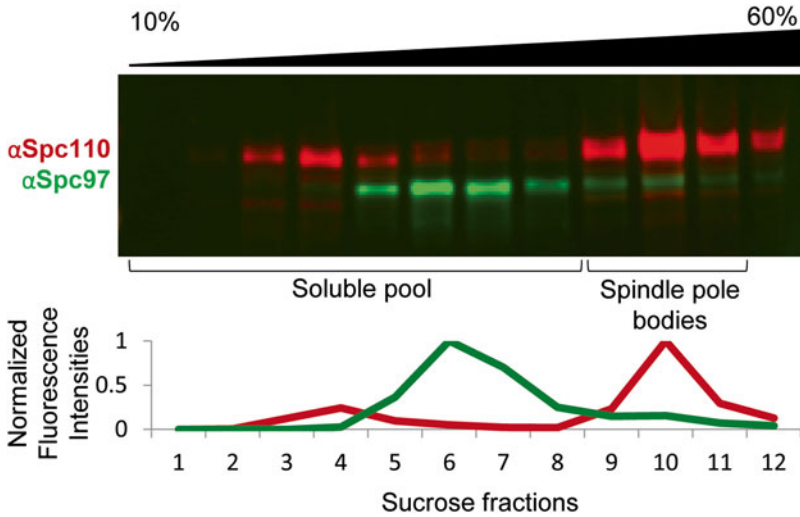 10%
60%
αSpc110
αSpc97
Soluble pool
Spindle pole
bodies
Normalized
Fluorescence
Intensities
1
0.5
0
1 2 3 4 5 6 7 8 9 10 11 12
Sucrose fractions